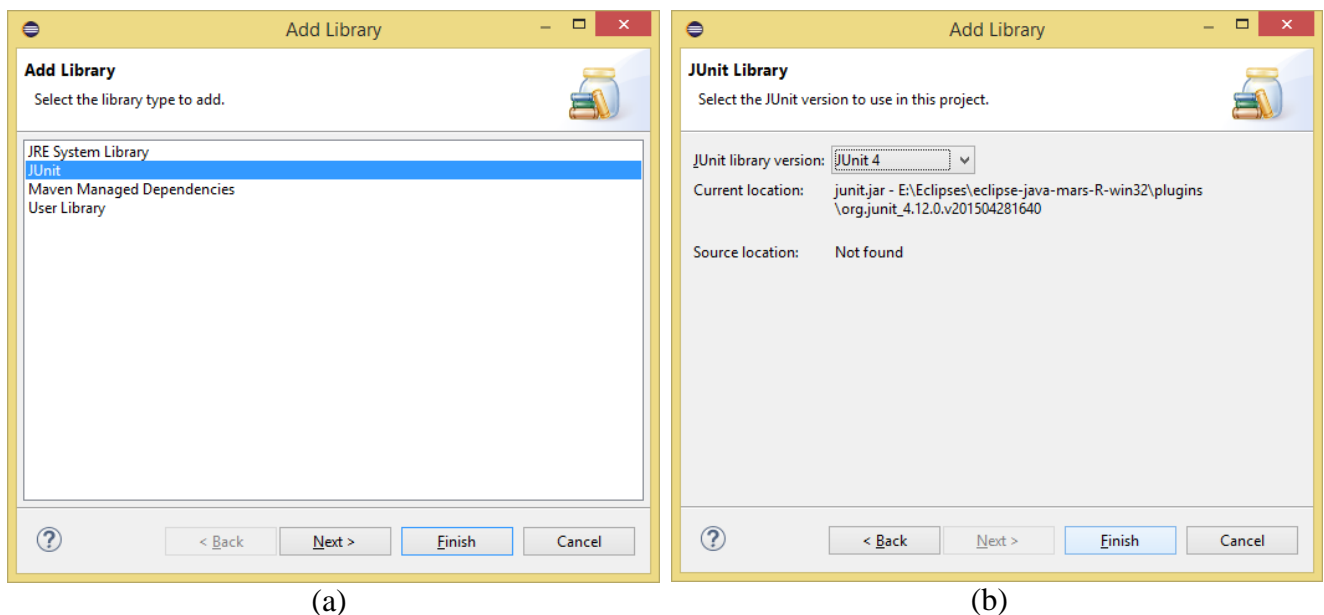 Add Library
Add Library
Select the library type to add.
JRE System Library
JUnit
Maven Managed Dependencies
User Library
< Back Next > Finish Cancel
(a)
Add Library
JUnit Library
Select the JUnit version to use in this project.
JUnit library version: JUnit 4
Current location: junit.jar - E:\Eclipses\eclipse-java-mars-R-win32\plugins
\org.junit_4.12.0.v201504281640
Source location: Not found
< Back Next > Finish Cancel
(b)